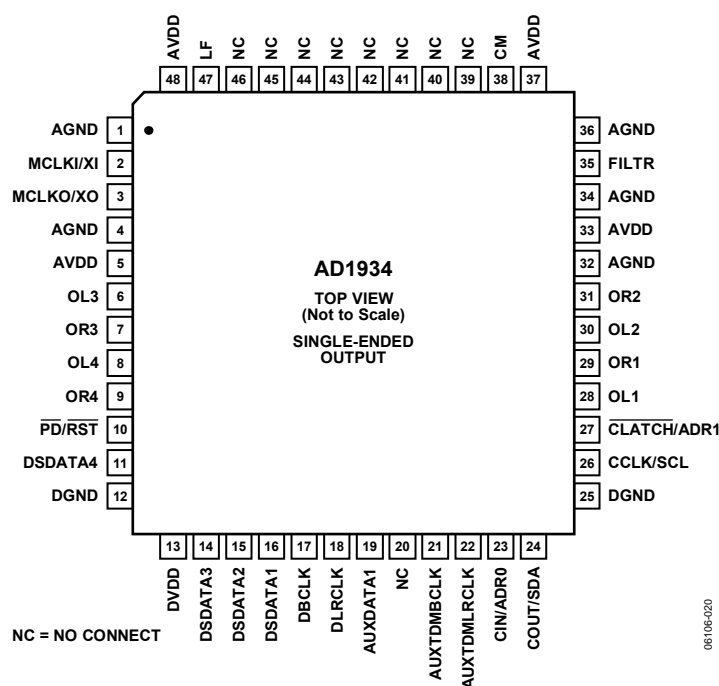 AVDD LF NC NC NC NC NC NC NC NC CM AVDD
48 47 46 45 44 43 42 41 40 39 38 37
AGND 1
MCLKI/XI 2
MCLKO/XO 3
AGND 4
AVDD 5
OL3 6
OR3 7
OL4 8
OR4 9
PD/RST 10
DSDATA4 11
DGND 12
AD1934
TOP VIEW
(Not to Scale)
SINGLE-ENDED
OUTPUT
36 AGND
35 FILTR
34 AGND
33 AVDD
32 AGND
31 OR2
30 OL2
29 OR1
28 OL1
27 CLATCH/ADR1
26 CCLK/SCL
25 DGND
13 14 15 16 17 18 19 20 21 22 23 24
DVDD DSDATA3 DSDATA2 DSDATA1 DBCLK DLRCLK AUXDATA1 NC AUXTDMBCLK AUXTDMLRCLK CIN/ADR0 COUT/SDA
NC = NO CONNECT
06106-020